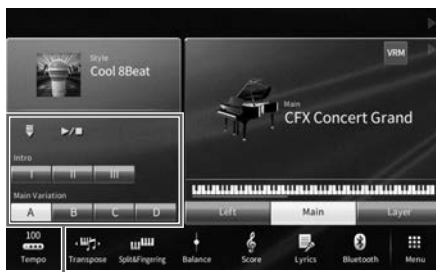 Style
Cool 8Beat
VRM
Main
CFX Concert Grand
Intro
I II III
Main Variation
A B C D
Left Main Layer
100
Tempo Transpose Split&Fingering Balance Score Lyrics Bluetooth Menu